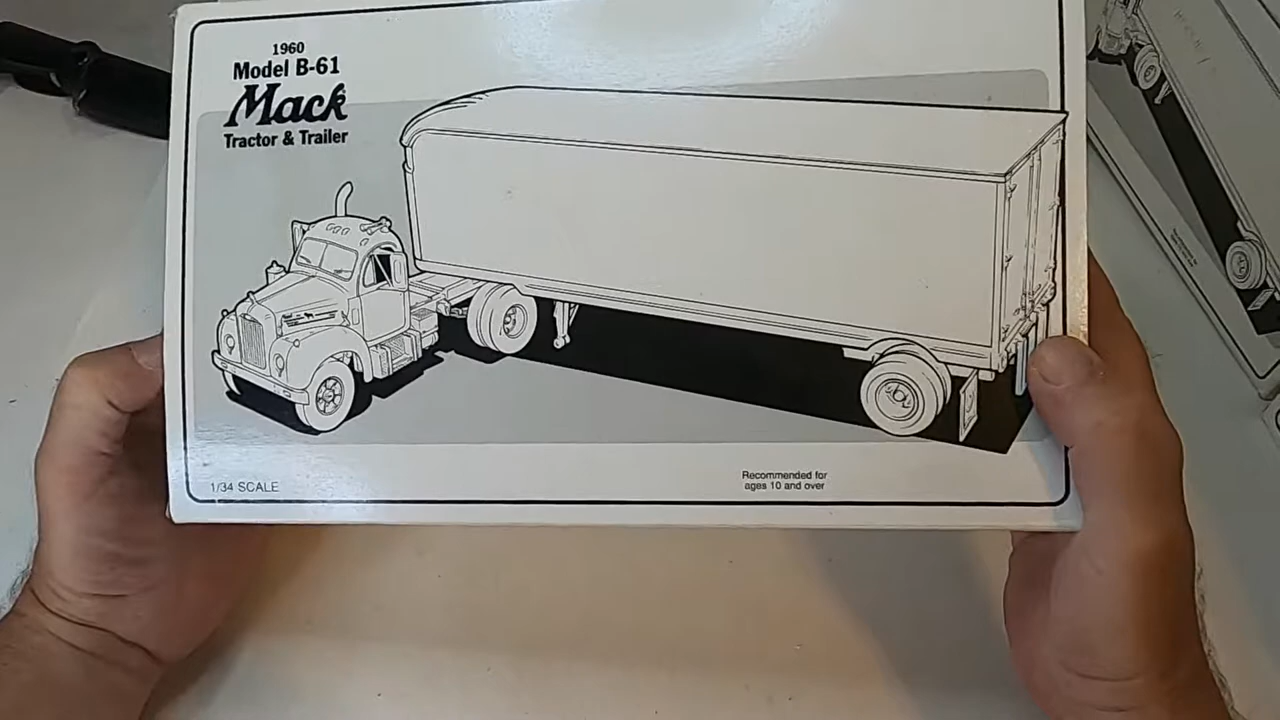 1960
Model B-61
Mack
Tractor & Trailer
1/34 SCALE
Recommended for
ages 10 and over